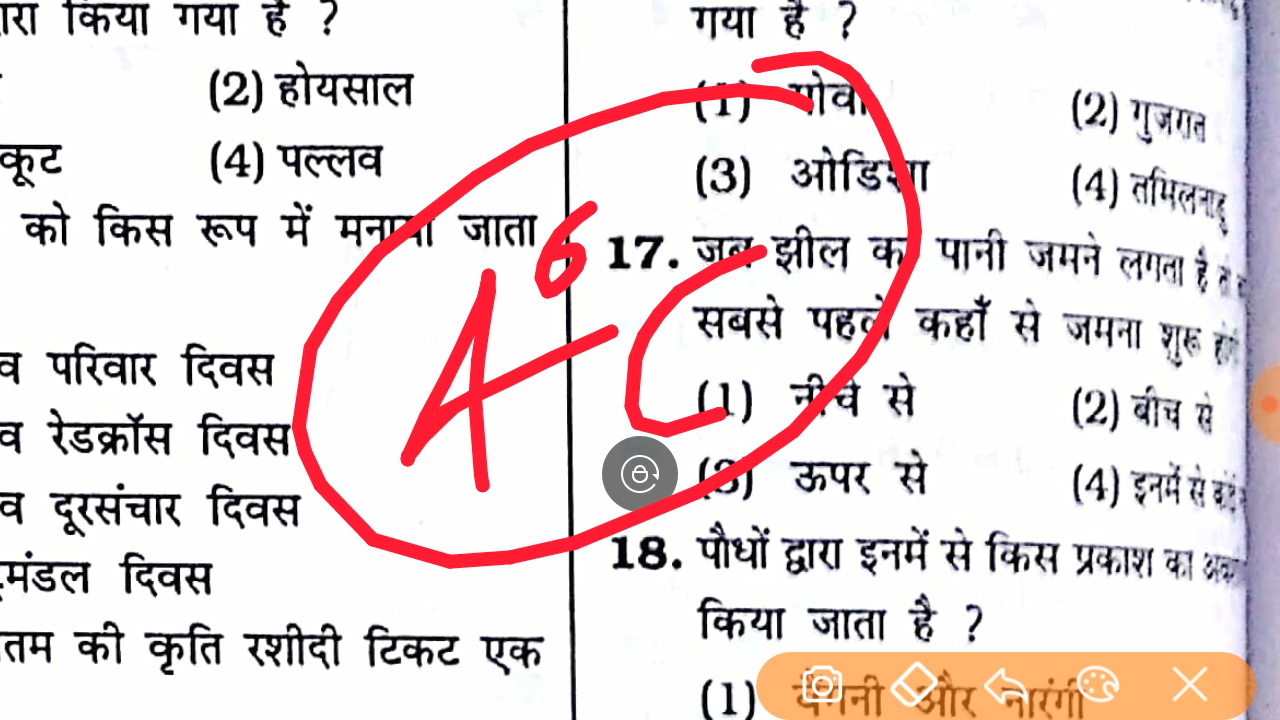 द्वारा किया गया है ?
(2) होयसाल
कूट (4) पल्लव
को किस रूप में मनाया जाता
व परिवार दिवस
व रेडक्रॉस दिवस
व दूरसंचार दिवस
मंडल दिवस
तम की कृति रशीदी टिकट एक
गया है ?
(1) गोवा (2) गुजरात
(3) ओडिशा (4) तमिलनाडु
17. जब झील का पानी जमने लगता है तो
सबसे पहले कहाँ से जमना शुरू
(1) नीचे से (2) बीच से
(3) ऊपर से (4) इनमें से कोई
18. पौधों द्वारा इनमें से किस प्रकाश का
किया जाता है ?
(1) बैंगनी और नारंगी
A 6
C